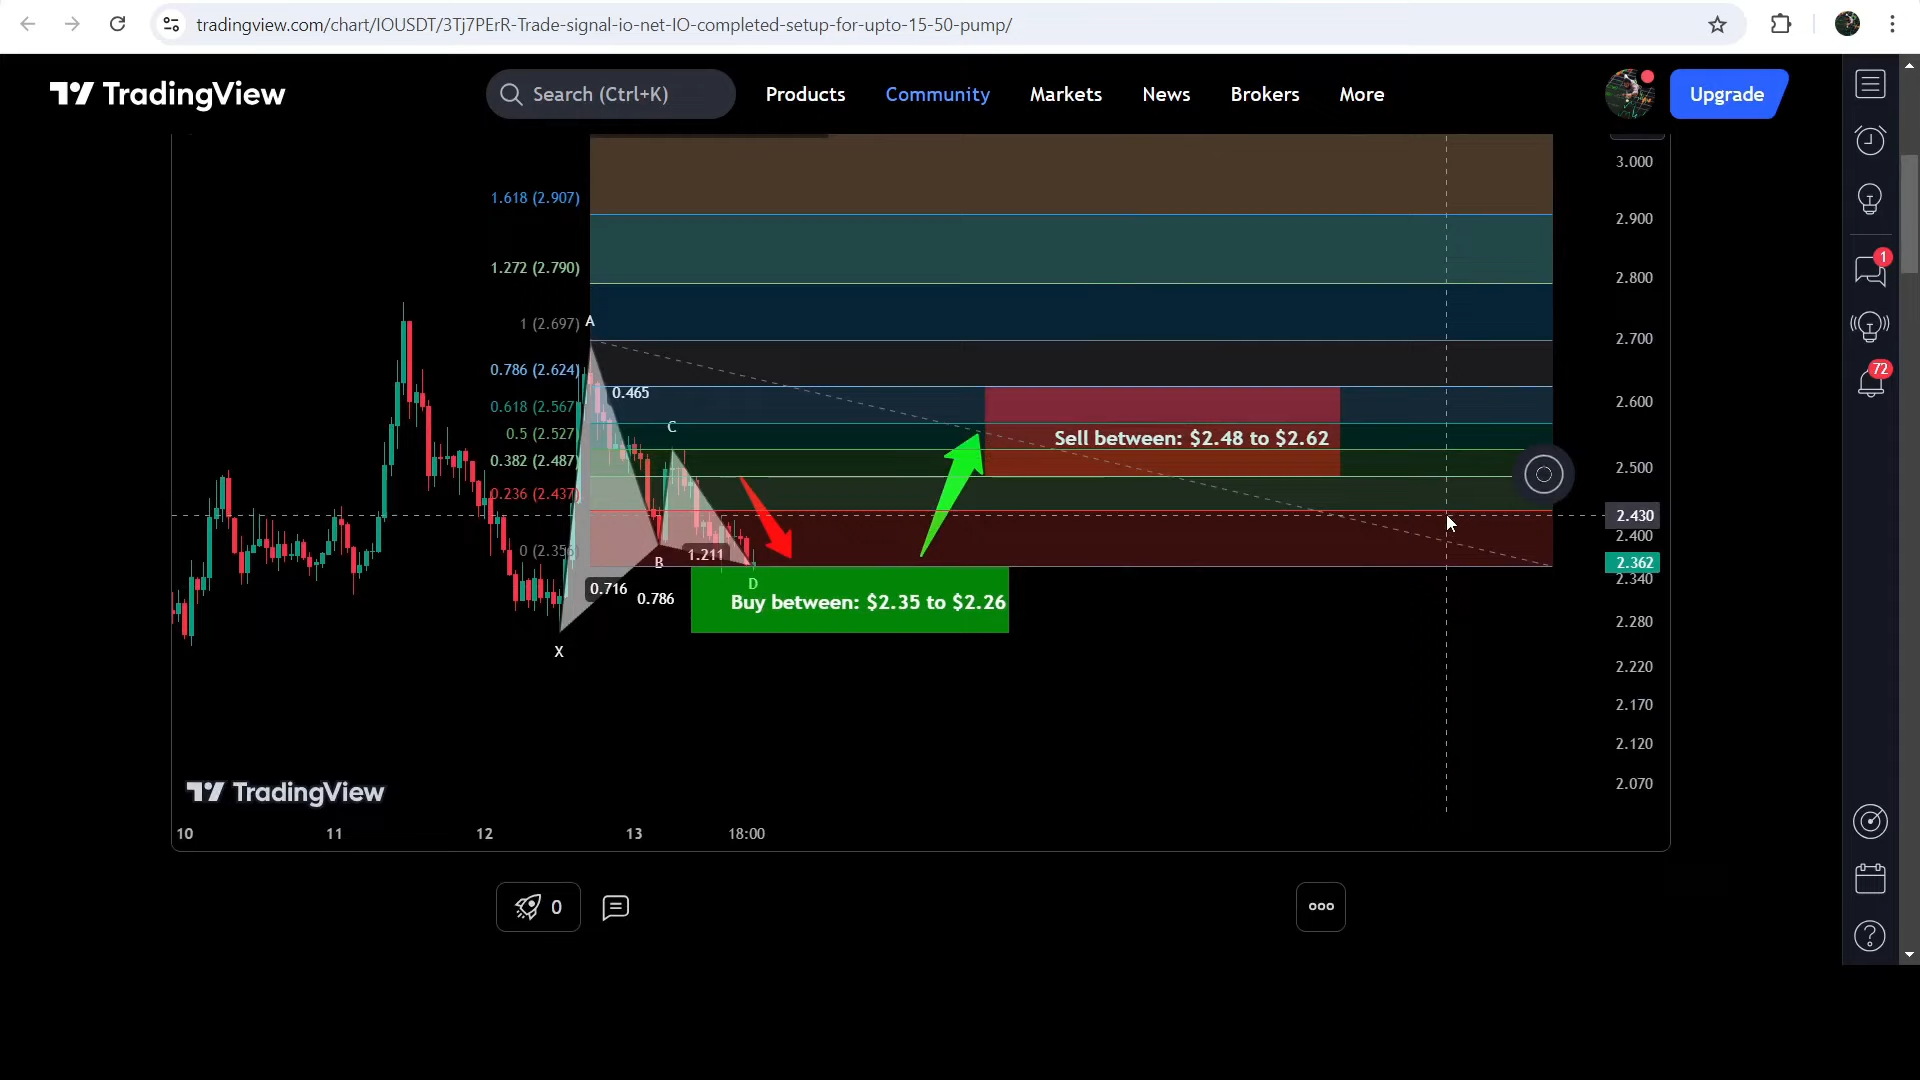 tradingview.com/chart/IOUSDT/3Tj7PErR-Trade-signal-io-net-IO-completed-setup-for-upto-15-50-pump/
TradingView
Search (Ctrl+K)
Products
Community
Markets
News
Brokers
More
Upgrade
1.618 (2.907)
1.272 (2.790)
1 (2.697)
0.786 (2.624)
0.618 (2.567)
0.5 (2.527)
0.382 (2.487)
0.236 (2.437)
0 (2.356)
A
0.465
C
B
1.211
D
0.716
0.786
X
Sell between: $2.48 to $2.62
Buy between: $2.35 to $2.26
3.000
2.900
2.800
2.700
2.600
2.500
2.430
2.400
2.362
2.340
2.280
2.220
2.170
2.120
2.070
1
72
TradingView
10
11
12
13
18:00
0